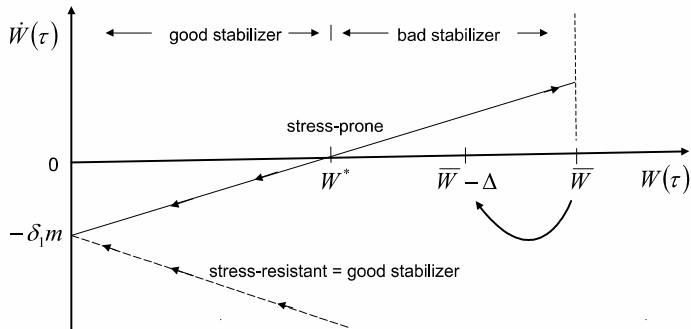 Ẇ(τ)
good stabilizer
bad stabilizer
stress-prone
0
W*
W̅ − Δ
W̅
W(τ)
−δ₁m
stress-resistant = good stabilizer